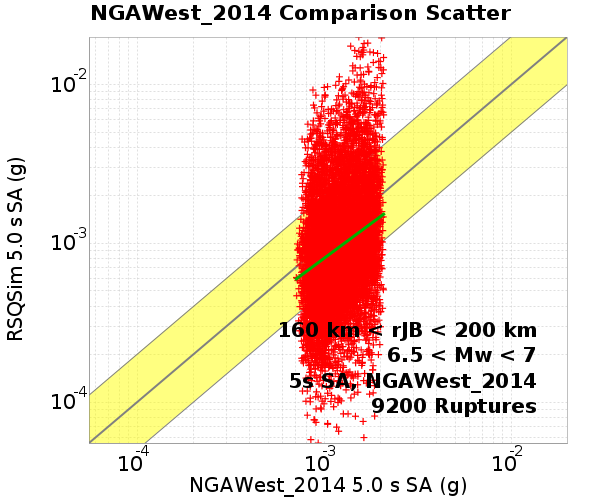 NGAWest_2014 Comparison Scatter
RSQSim 5.0 s SA (g)
10-2
10-3
10-4
160 km < rJB < 200 km
6.5 < Mw < 7
5s SA, NGAWest_2014
9200 Ruptures
10-4 10-3 10-2
NGAWest_2014 5.0 s SA (g)